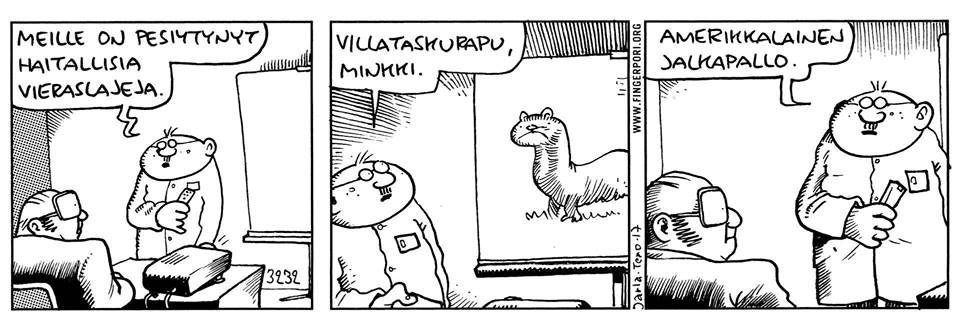 MEILLE ON PESIYTYNYT
HAITALLISIA
VIERASLAJEJA.
3232
VILLATASKURAPU,
MINKKI.
WWW.FINGERPORI.ORG
Jarla-Tero-17
AMERIKKALAINEN
JALKAPALLO.